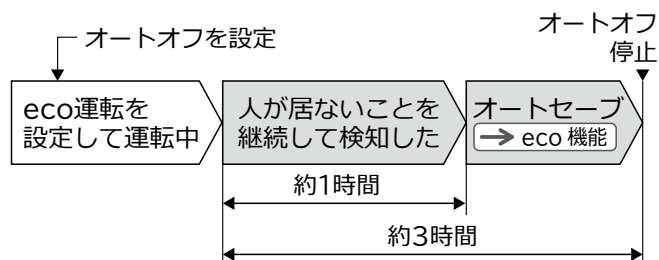 オートオフを設定
オートオフ
停止
eco運転を
設定して運転中
人が居ないことを
継続して検知した
オートセーブ
→ eco 機能
約1時間
約3時間